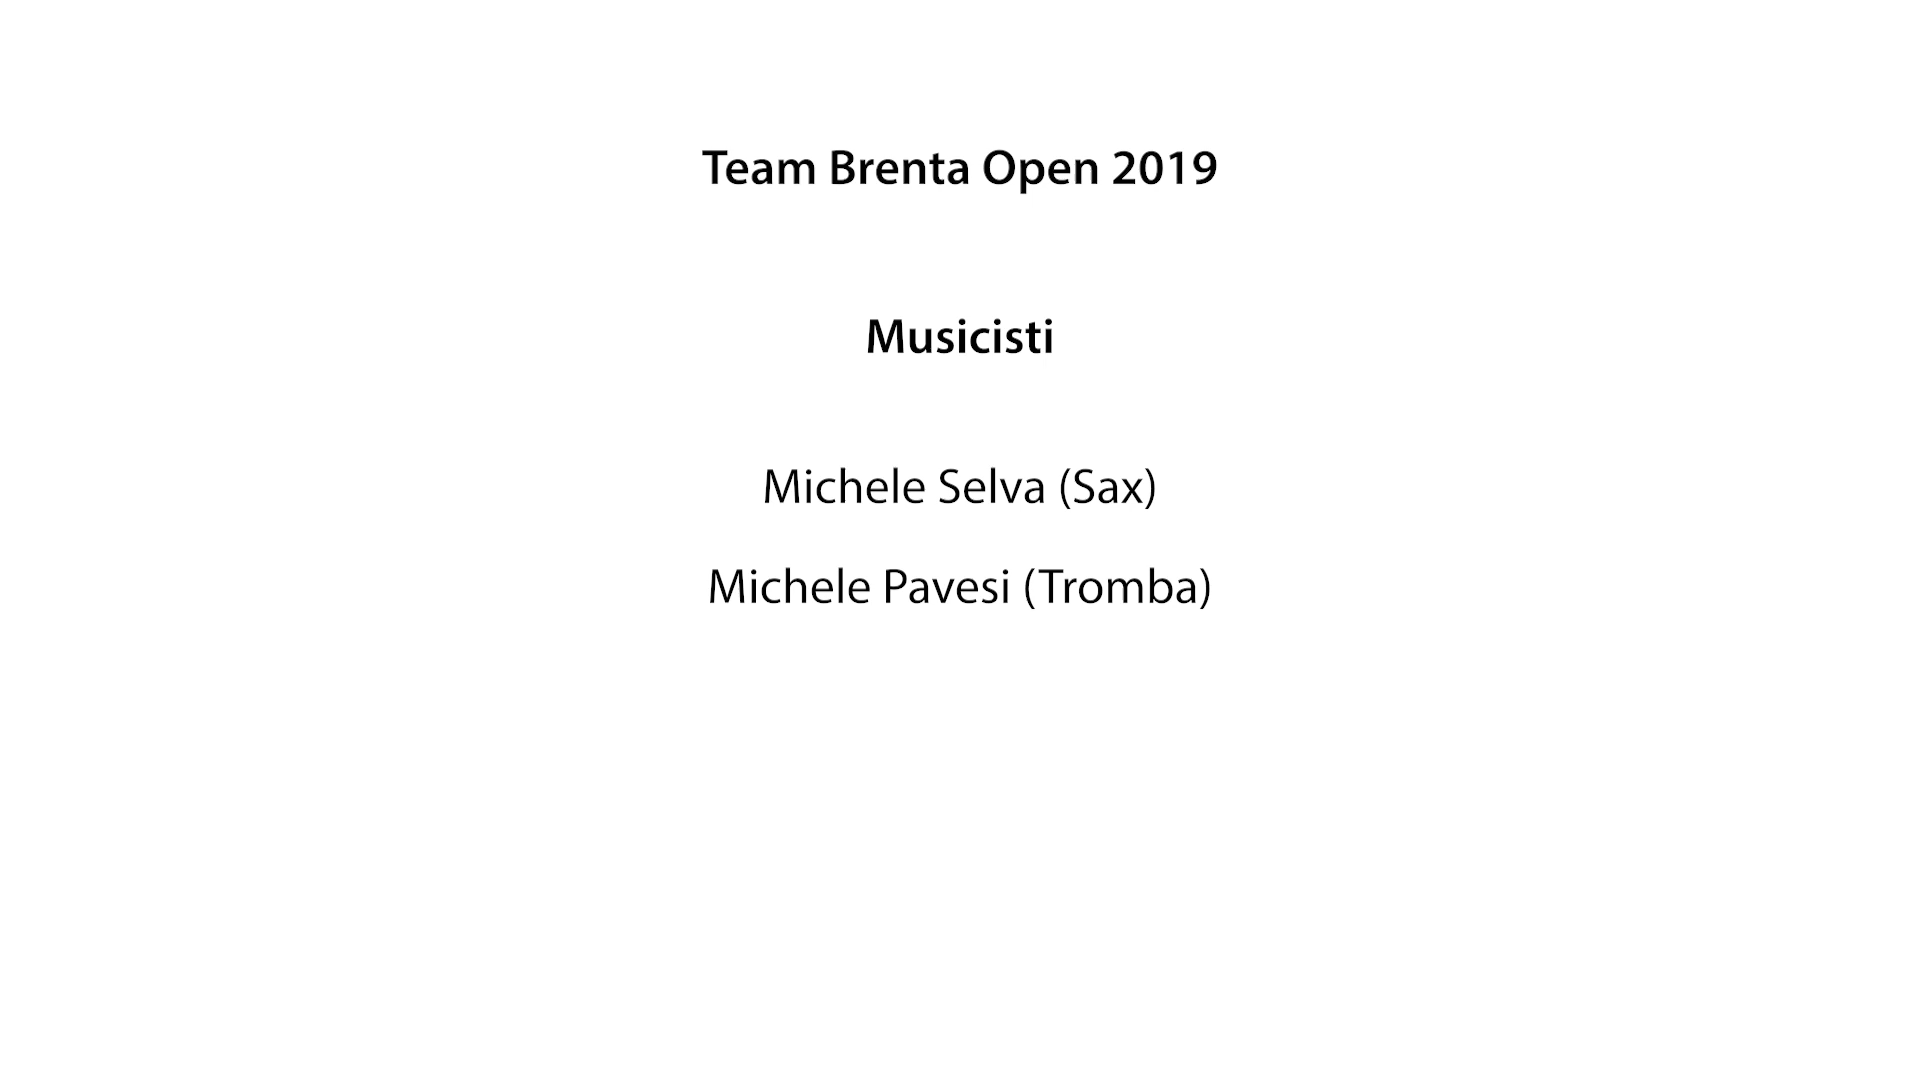 Team Brenta Open 2019
Musicisti
Michele Selva (Sax)
Michele Pavesi (Tromba)